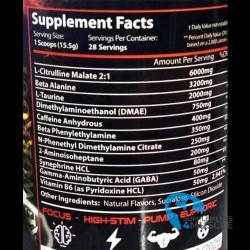 Supplement Facts
Serving Size: Servings Per Container:
1 Scoops (15.5g) 28 Servings
Amount Per Serving
L-Citrulline Malate 2:1 6000mg
Beta Alanine 3200mg
L-Taurine 2000mg
Dimethylaminoethanol (DMAE) 750mg
Caffeine Anhydrous 400mg
Beta Phenylethylamine 350mg
N-Phenethyl Dimethylamine Citrate 250mg
2-Aminoisoheptane 80mg
Synephrine HCL 50mg
Gamma-Aminobutyric Acid (GABA) 50mg
Vitamin B6 (as Pyridoxine HCL)
Other Ingredients: Natural Flavors, Sucralose, Silicon Dioxide
FOCUS - HIGH-STIM - PUMP - EUPHORIC